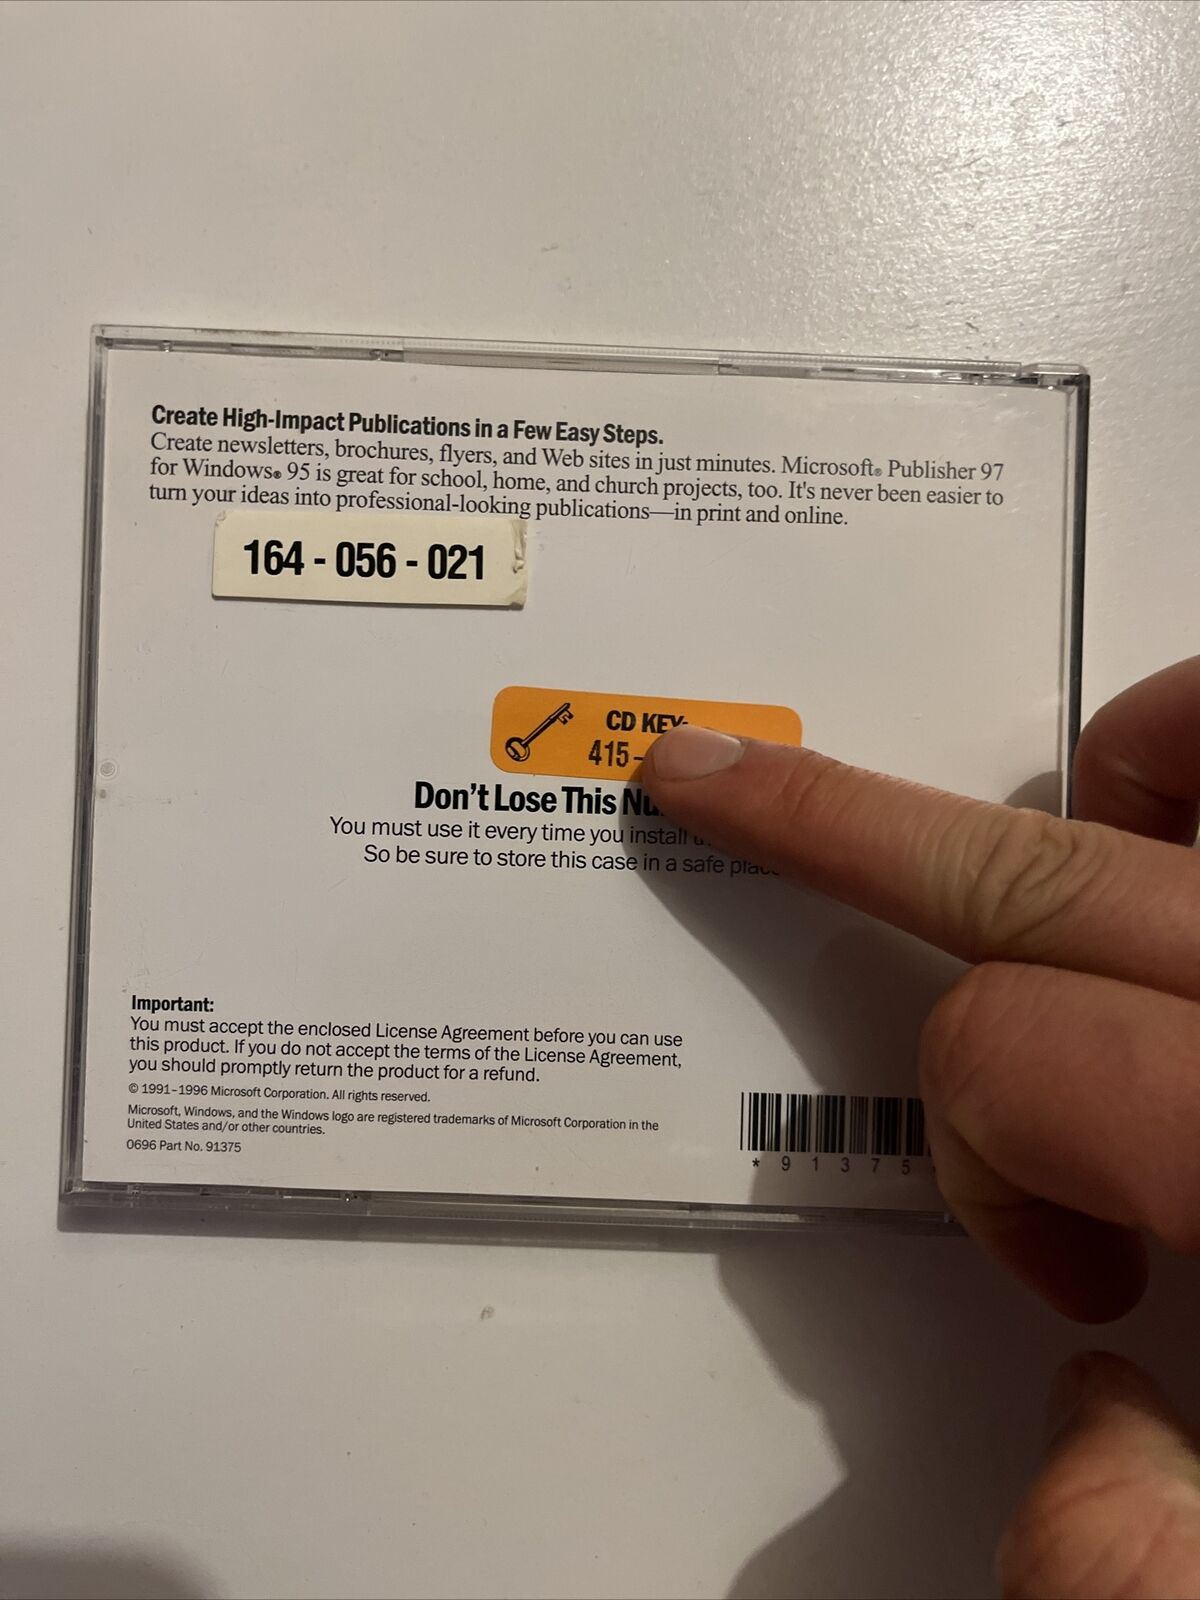 Create High-Impact Publications in a Few Easy Steps.
Create newsletters, brochures, flyers, and Web sites in just minutes. Microsoft® Publisher 97
for Windows® 95 is great for school, home, and church projects, too. It's never been easier to
turn your ideas into professional-looking publications—in print and online.
164 - 056 - 021
CD KEY:
415-
Don't Lose This
You must use it every time you install
So be sure to store this case in a safe
Important:
You must accept the enclosed License Agreement before you can use
this product. If you do not accept the terms of the License Agreement,
you should promptly return the product for a refund.
© 1991–1996 Microsoft Corporation. All rights reserved.
Microsoft, Windows, and the Windows logo are registered trademarks of Microsoft Corporation in the
United States and/or other countries.
0696 Part No. 91375
* 9 1 3 7 5